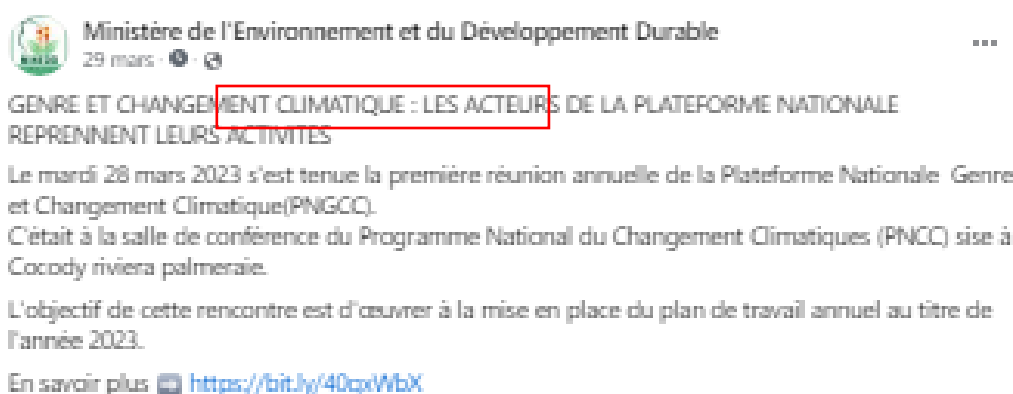 Ministère de l'Environnement et du Développement Durable
29 mars
GENRE ET CHANGEMENT CLIMATIQUE : LES ACTEURS DE LA PLATEFORME NATIONALE
REPRENNENT LEURS ACTIVITES
Le mardi 28 mars 2023 s'est tenue la première réunion annuelle de la Plateforme Nationale Genre
et Changement Climatique(PNGCC).
C'était à la salle de conférence du Programme National du Changement Climatiques (PNCC) sise à
Cocody riviera palmeraie.
L'objectif de cette rencontre est d'œuvrer à la mise en place du plan de travail annuel au titre de
l'année 2023.
En savoir plus ➡️ https://bit.ly/40qxWbX